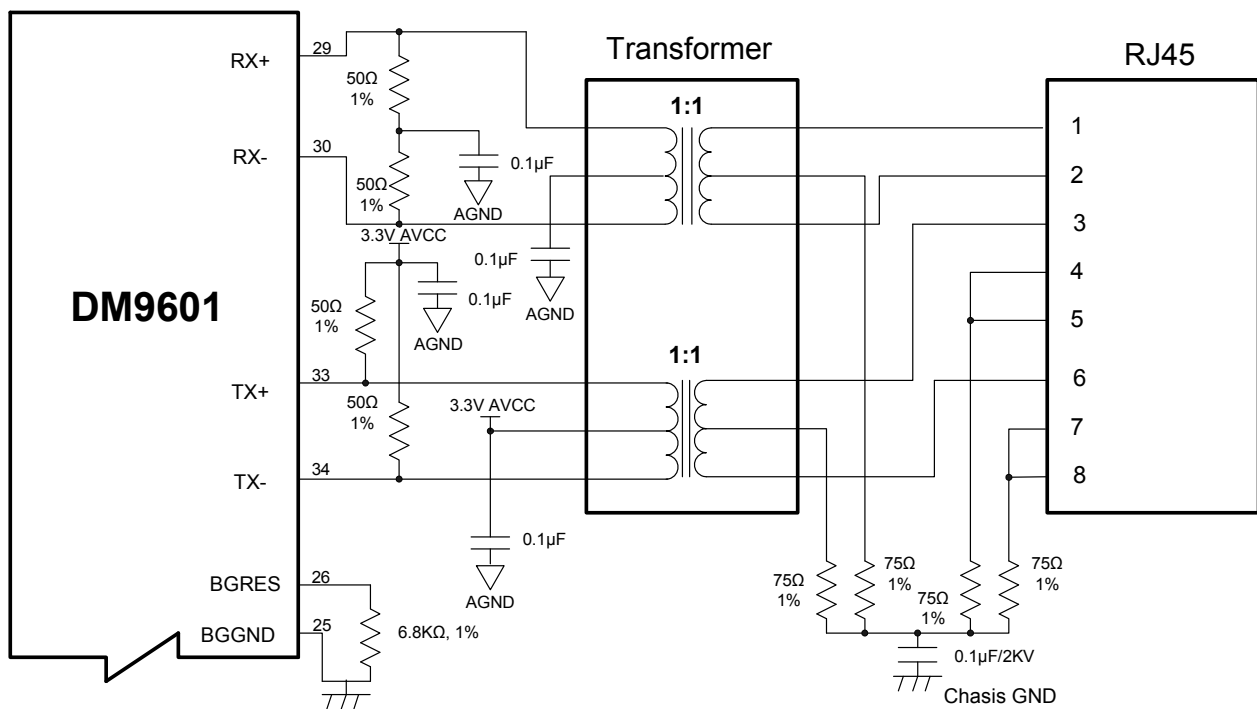 Transformer
RJ45
DM9601
RX+
29
50Ω
1%
1:1
1
RX-
30
0.1µF
AGND
50Ω
1%
2
3.3V AVCC
3
0.1µF
AGND
0.1µF
AGND
4
50Ω
1%
5
1:1
TX+
33
50Ω
1%
3.3V AVCC
6
7
TX-
34
8
0.1µF
AGND
BGRES
26
6.8KΩ, 1%
BGGND
25
75Ω
1%
75Ω
1%
75Ω
1%
75Ω
1%
0.1µF/2KV
Chasis GND